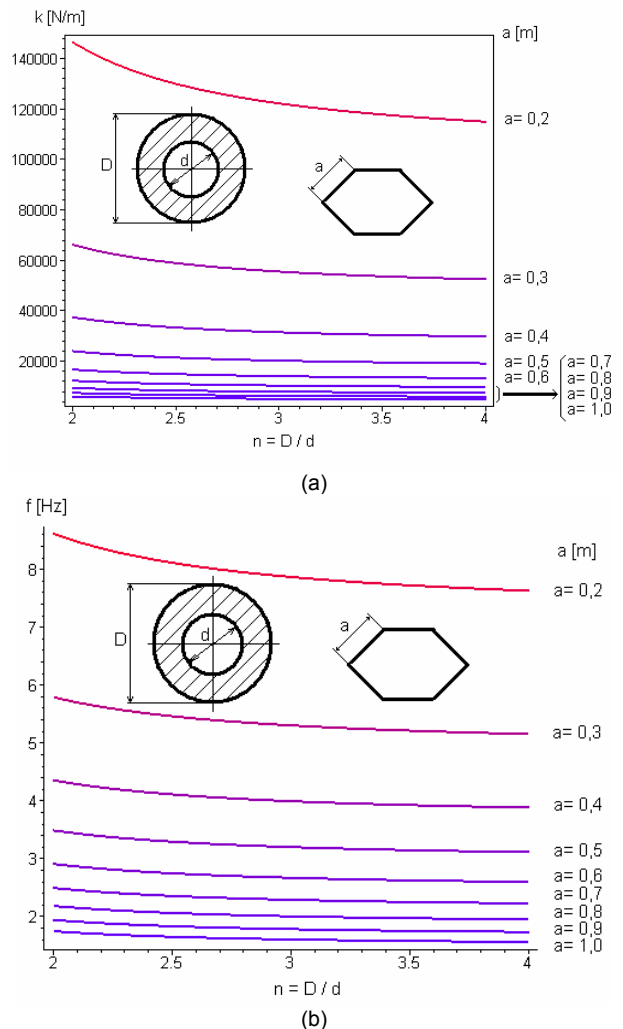 k [N/m]
a [m]
140000
120000
100000
80000
60000
40000
20000
D
d
a
a= 0,2
a= 0,3
a= 0,4
a= 0,5
a= 0,6
a= 0,7
a= 0,8
a= 0,9
a= 1,0
2 2.5 3 3.5 4
n = D / d
(a)
f [Hz]
a [m]
8
7
6
5
4
3
2
D
d
a
a= 0,2
a= 0,3
a= 0,4
a= 0,5
a= 0,6
a= 0,7
a= 0,8
a= 0,9
a= 1,0
2 2.5 3 3.5 4
n = D / d
(b)